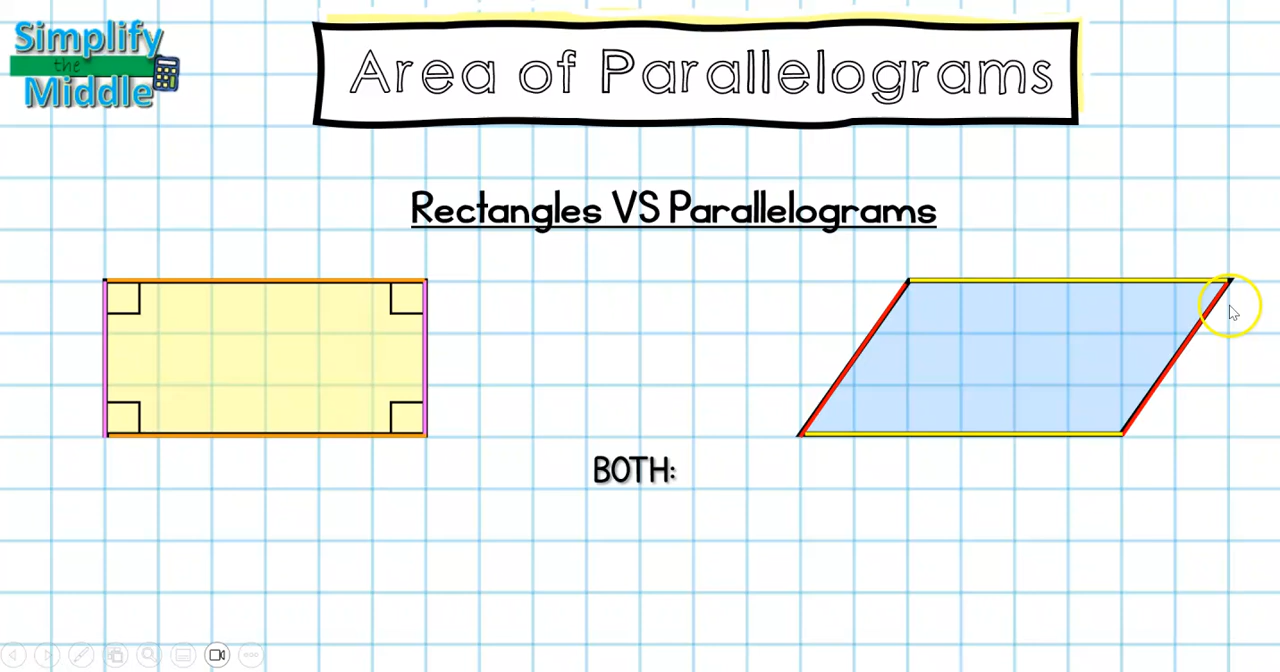 Simplify
the
Middle
Area of Parallelograms
Rectangles VS Parallelograms
BOTH: